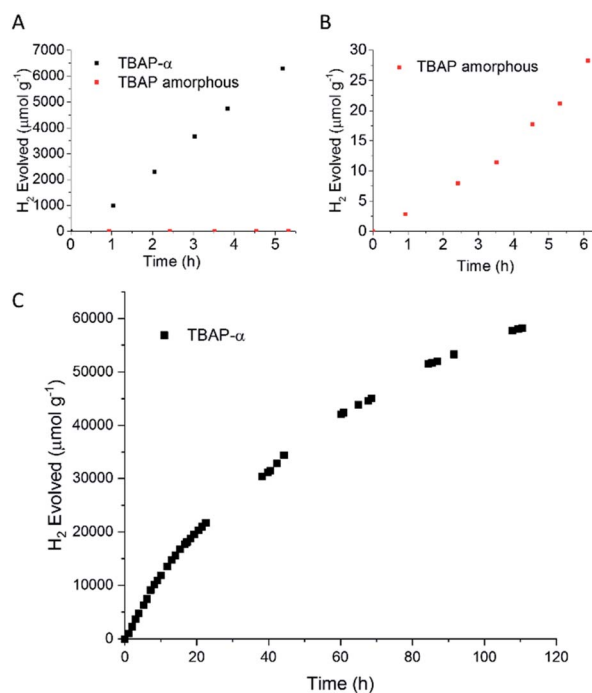 A
7000
6000
5000
4000
3000
2000
1000
0
H₂ Evolved (μmol g⁻¹)
TBAP-α
TBAP amorphous
1 2 3 4 5
Time (h)
B
30
25
20
15
10
5
0
H₂ Evolved (μmol g⁻¹)
TBAP amorphous
0 1 2 3 4 5 6
Time (h)
C
60000
50000
40000
30000
20000
10000
0
H₂ Evolved (μmol g⁻¹)
TBAP-α
0 20 40 60 80 100 120
Time (h)